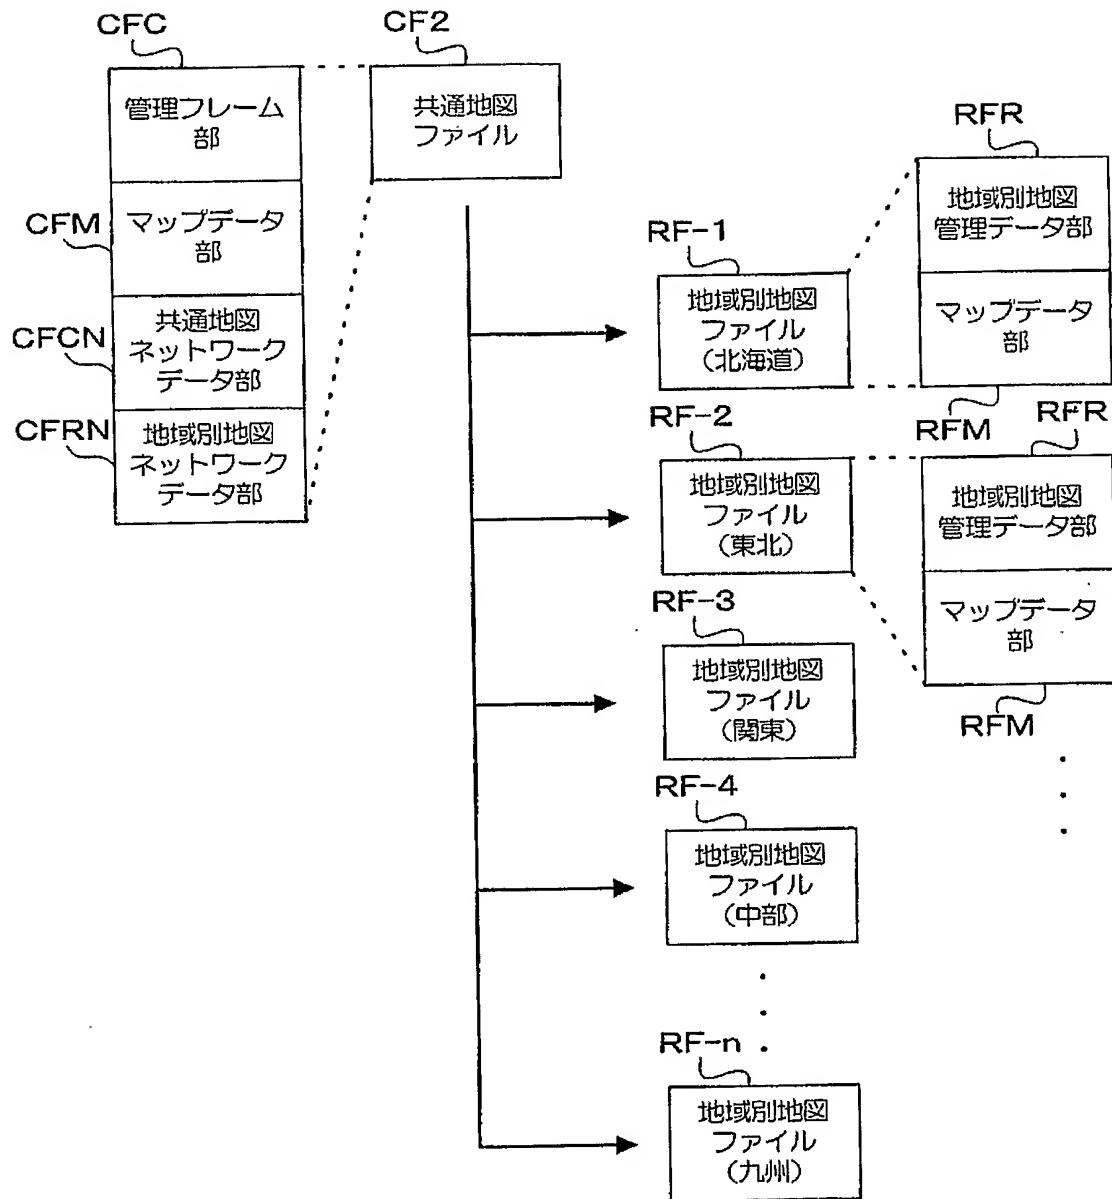 CFC
管理フレーム
部
CFM
マップデータ
部
CFCN
共通地図
ネットワーク
データ部
CFRN
地域別地図
ネットワーク
データ部
CF2
共通地図
ファイル
RF-1
地域別地図
ファイル
(北海道)
RFR
地域別地図
管理データ部
マップデータ
部
RFM
RF-2
地域別地図
ファイル
(東北)
RFR
地域別地図
管理データ部
マップデータ
部
RFM
RF-3
地域別地図
ファイル
(関東)
RF-4
地域別地図
ファイル
(中部)
RF-n
地域別地図
ファイル
(九州)